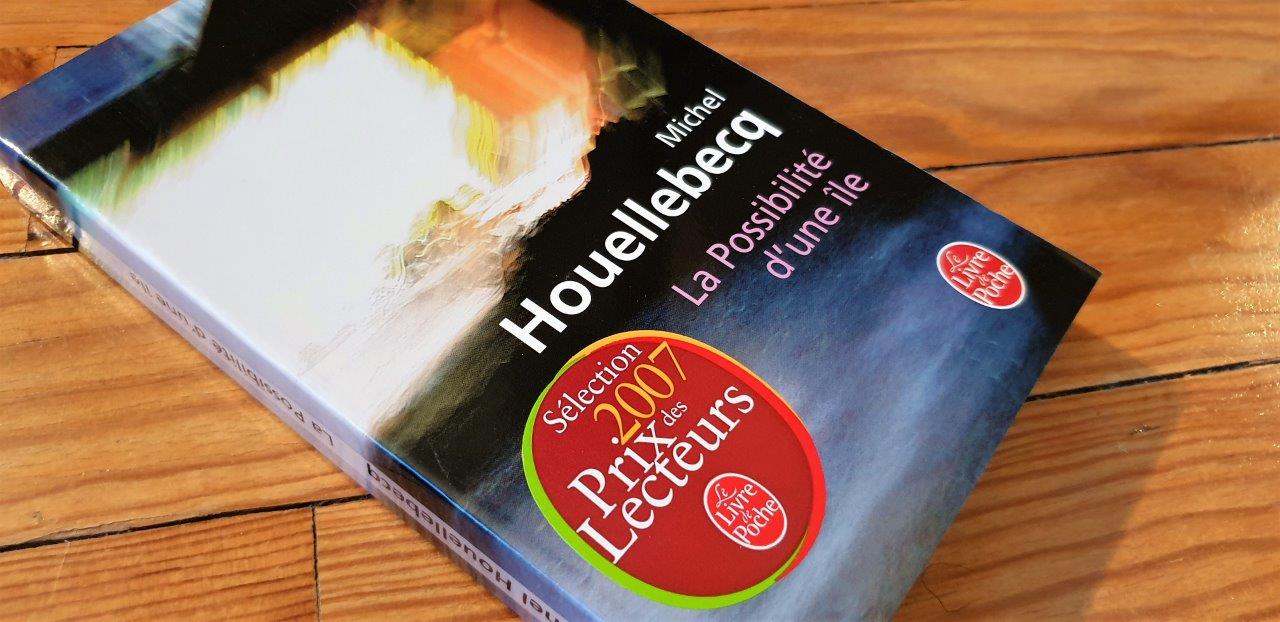 Michel
Houellebecq
La Possibilité
d'une île
Le
Livre
de
Poche
Sélection
2007
Prix des
Lecteurs
Le
Livre
de
Poche
La Possibilité d'une île
Houellebecq